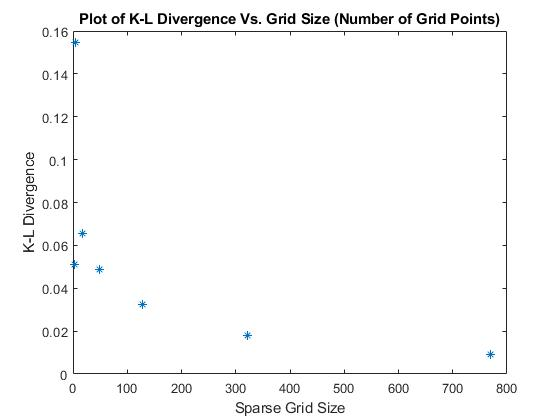 Plot of K-L Divergence Vs. Grid Size (Number of Grid Points)
0.16
0.14
0.12
0.1
0.08
0.06
0.04
0.02
0
K-L Divergence
0 100 200 300 400 500 600 700 800
Sparse Grid Size